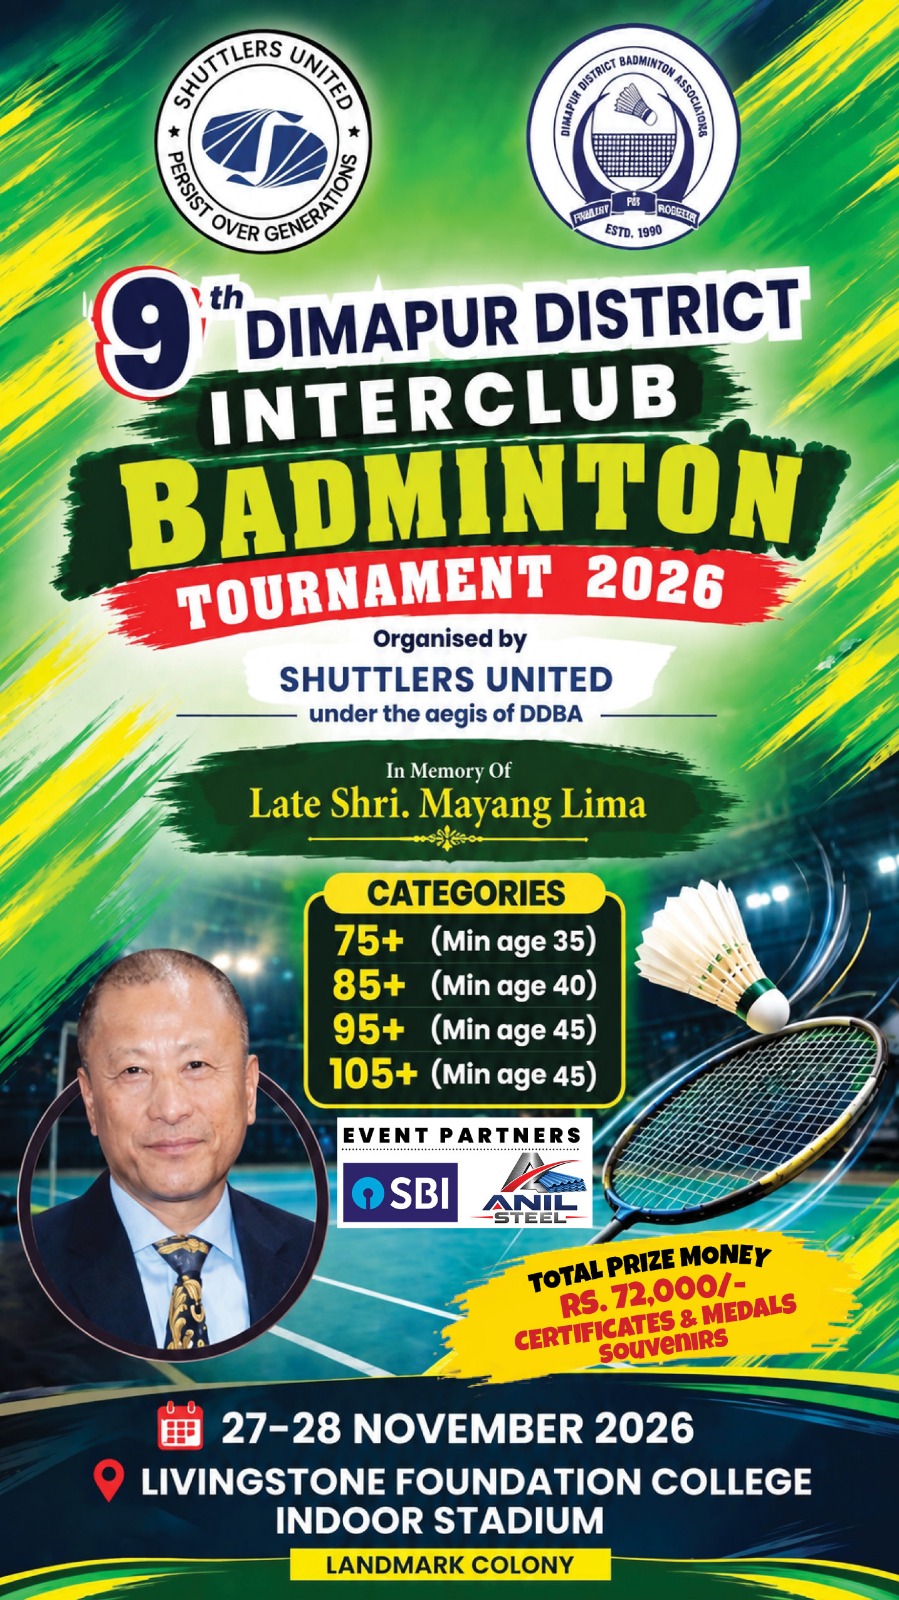 SHUTTLERS UNITED
PERSIST OVER GENERATIONS
DIMAPUR DISTRICT BADMINTON ASSOCIATIONS
ESTD. 1990
9th DIMAPUR DISTRICT
INTERCLUB
BADMINTON
TOURNAMENT 2026
Organised by
SHUTTLERS UNITED
under the aegis of DDBA
In Memory Of
Late Shri. Mayang Lima
CATEGORIES
75+ (Min age 35)
85+ (Min age 40)
95+ (Min age 45)
105+ (Min age 45)
EVENT PARTNERS
SBI
ANIL
STEEL
TOTAL PRIZE MONEY
RS. 72,000/-
CERTIFICATES & MEDALS
SOUVENIRS
27-28 NOVEMBER 2026
LIVINGSTONE FOUNDATION COLLEGE
INDOOR STADIUM
LANDMARK COLONY